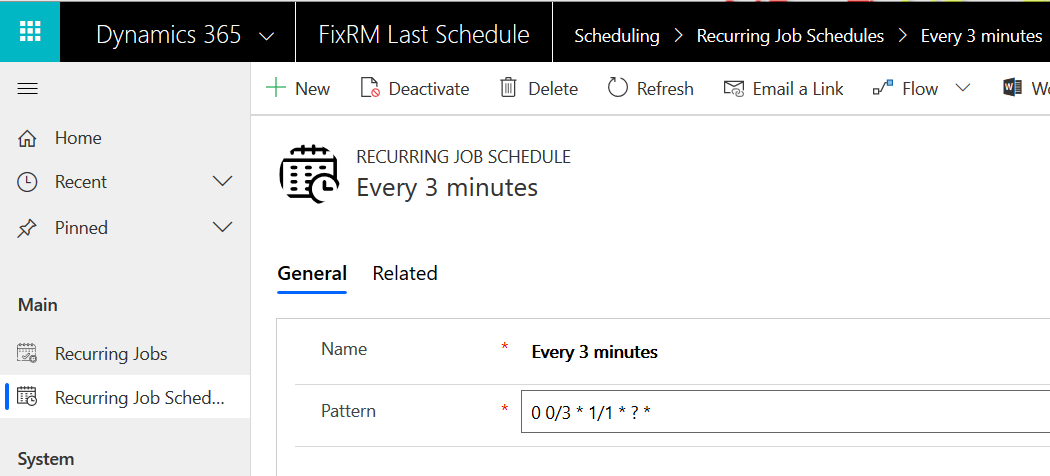 Dynamics 365 FixRM Last Schedule Scheduling > Recurring Job Schedules > Every 3 minutes
New Deactivate Delete Refresh Email a Link Flow
Home
Recent
Pinned
Main
Recurring Jobs
Recurring Job Sched...
System
RECURRING JOB SCHEDULE
Every 3 minutes
General Related
Name * Every 3 minutes
Pattern * 0 0/3 * 1/1 * ? *